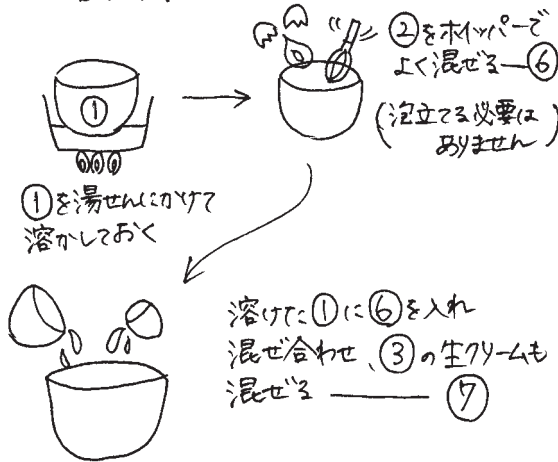 ①
②をホイッパーで
よく混ぜる—⑥
(泡立てる必要は
ありません)
①を湯せんにかけて
溶かしておく
溶けた①に⑥を入れ
混ぜ合わせ、③の生クリームも
混ぜる——⑦